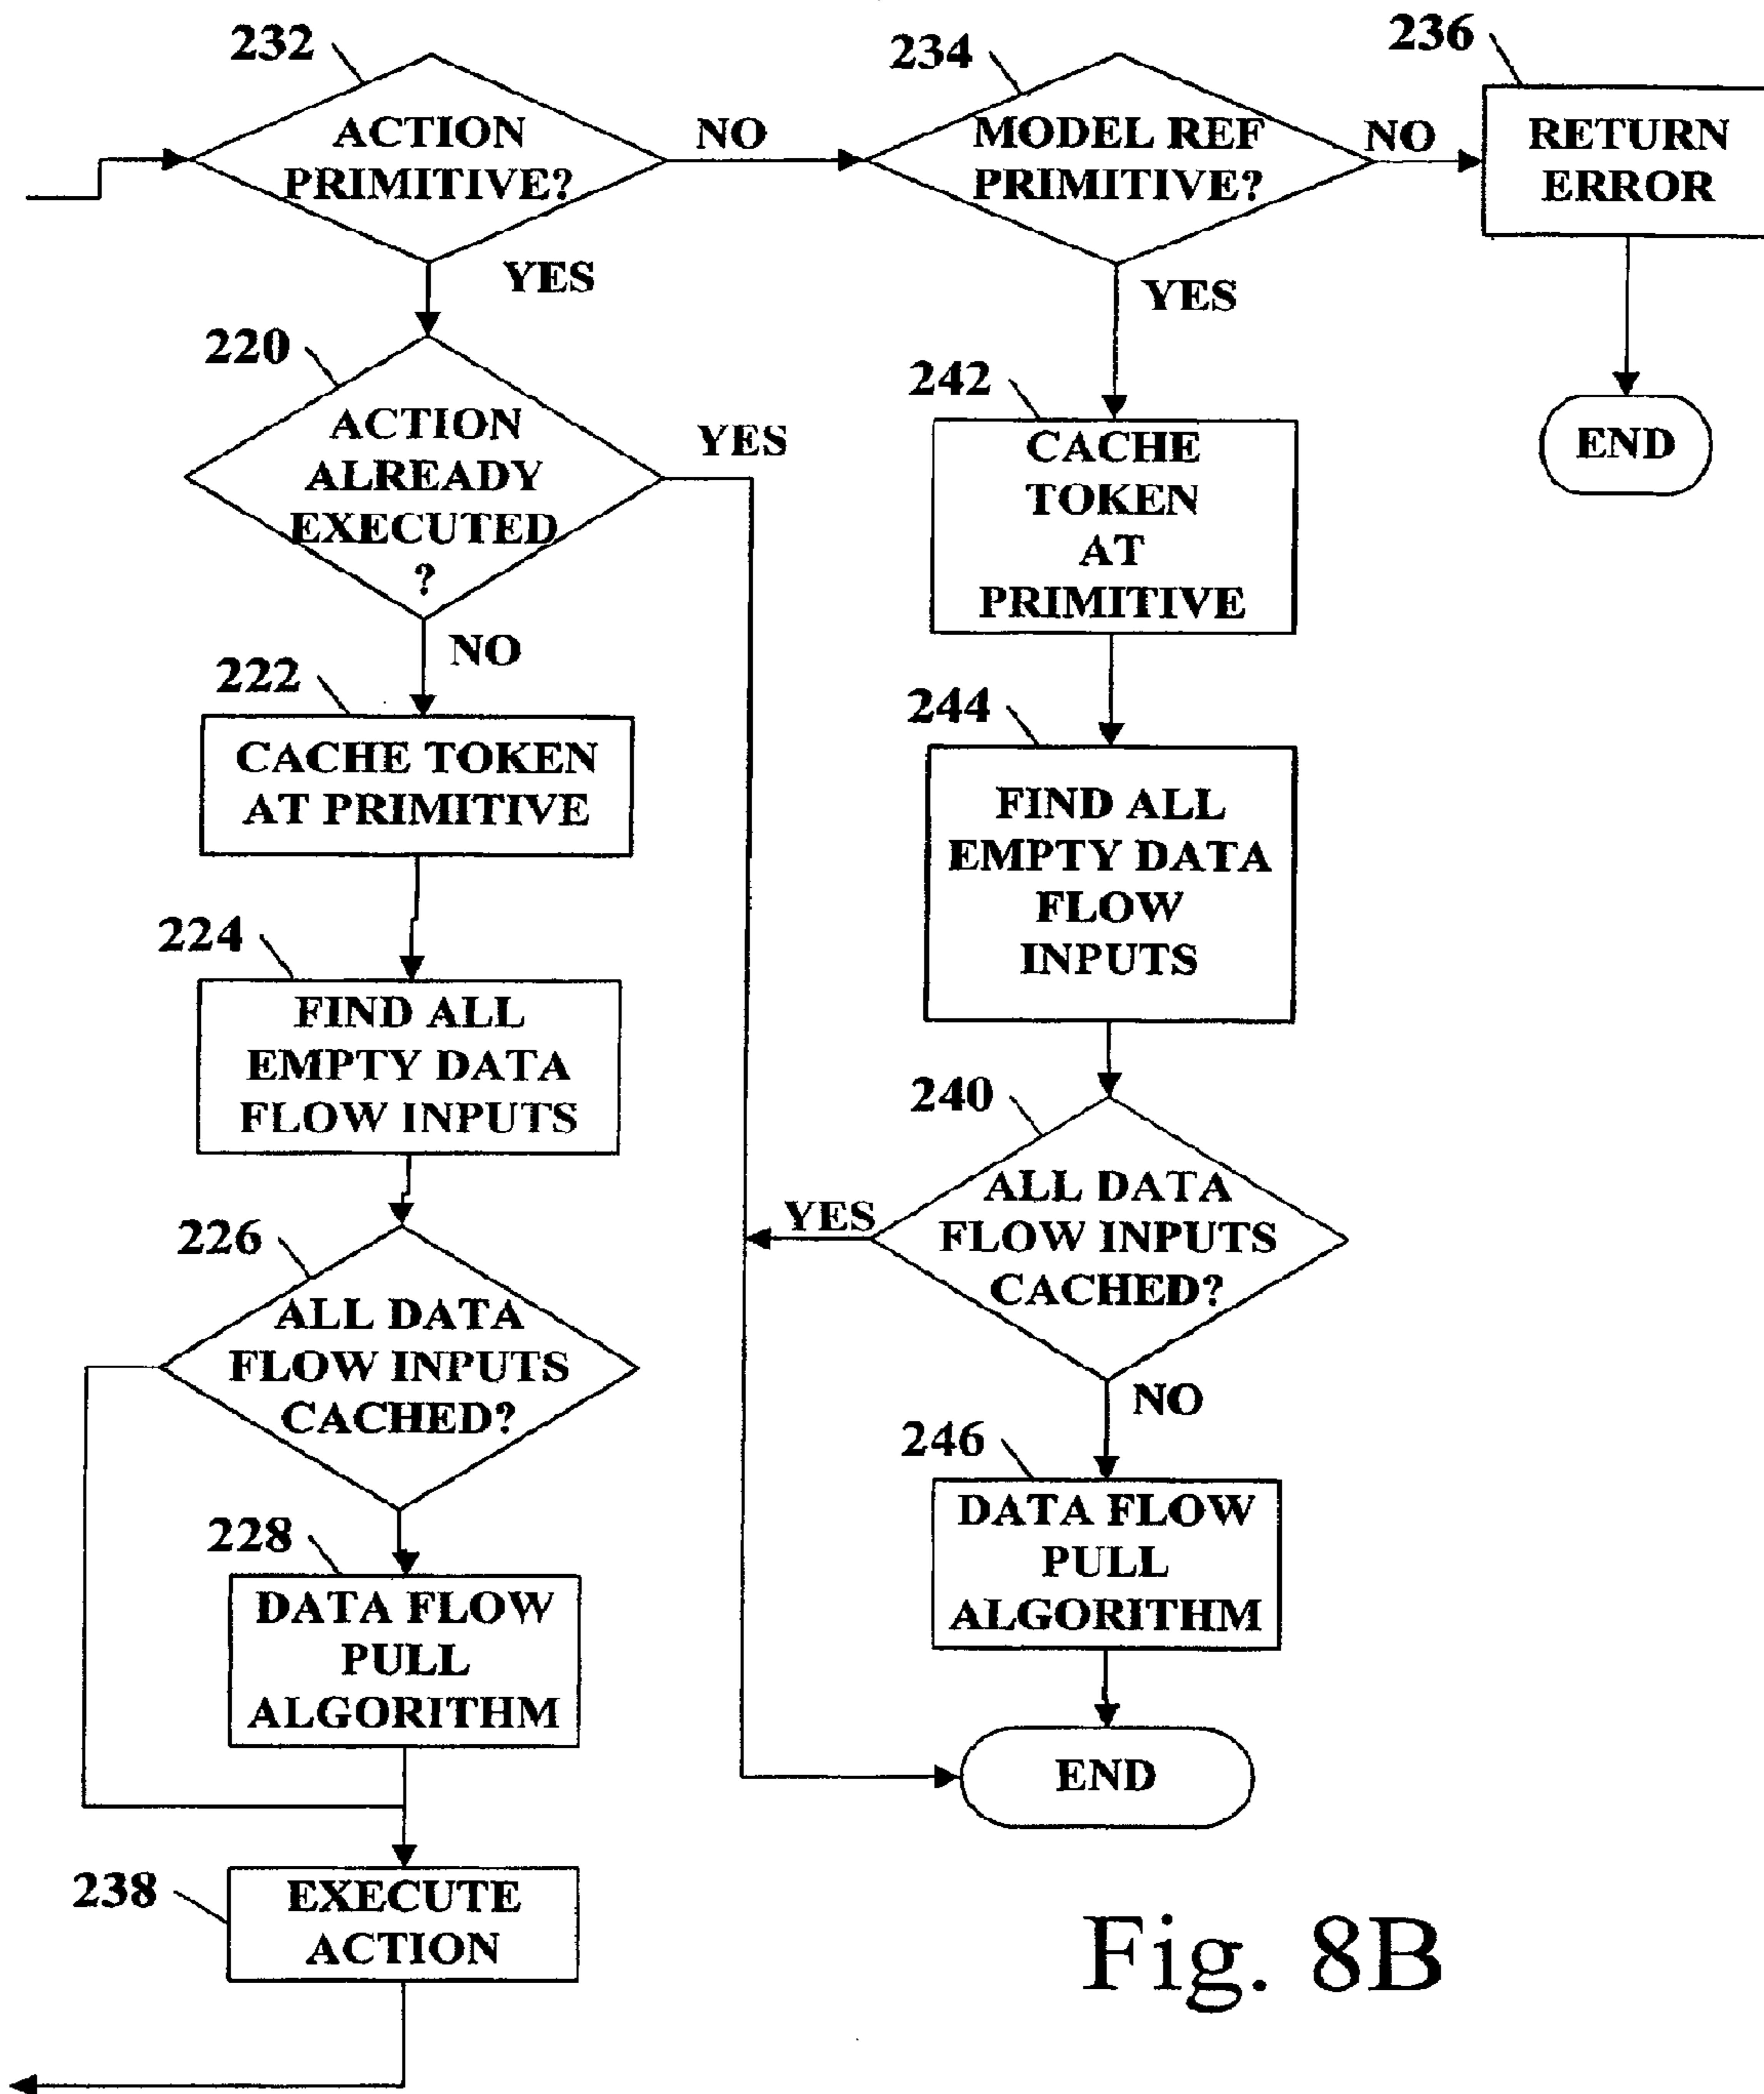 232
ACTION
PRIMITIVE?
NO
234
MODEL REF
PRIMITIVE?
NO
236
RETURN
ERROR
END
YES
220
ACTION
ALREADY
EXECUTED
?
YES
NO
222
CACHE TOKEN
AT PRIMITIVE
224
FIND ALL
EMPTY DATA
FLOW INPUTS
226
ALL DATA
FLOW INPUTS
CACHED?
228
DATA FLOW
PULL
ALGORITHM
238
EXECUTE
ACTION
YES
242
CACHE
TOKEN
AT
PRIMITIVE
244
FIND ALL
EMPTY DATA
FLOW
INPUTS
240
ALL DATA
FLOW INPUTS
CACHED?
YES
NO
246
DATA FLOW
PULL
ALGORITHM
END
Fig. 8B